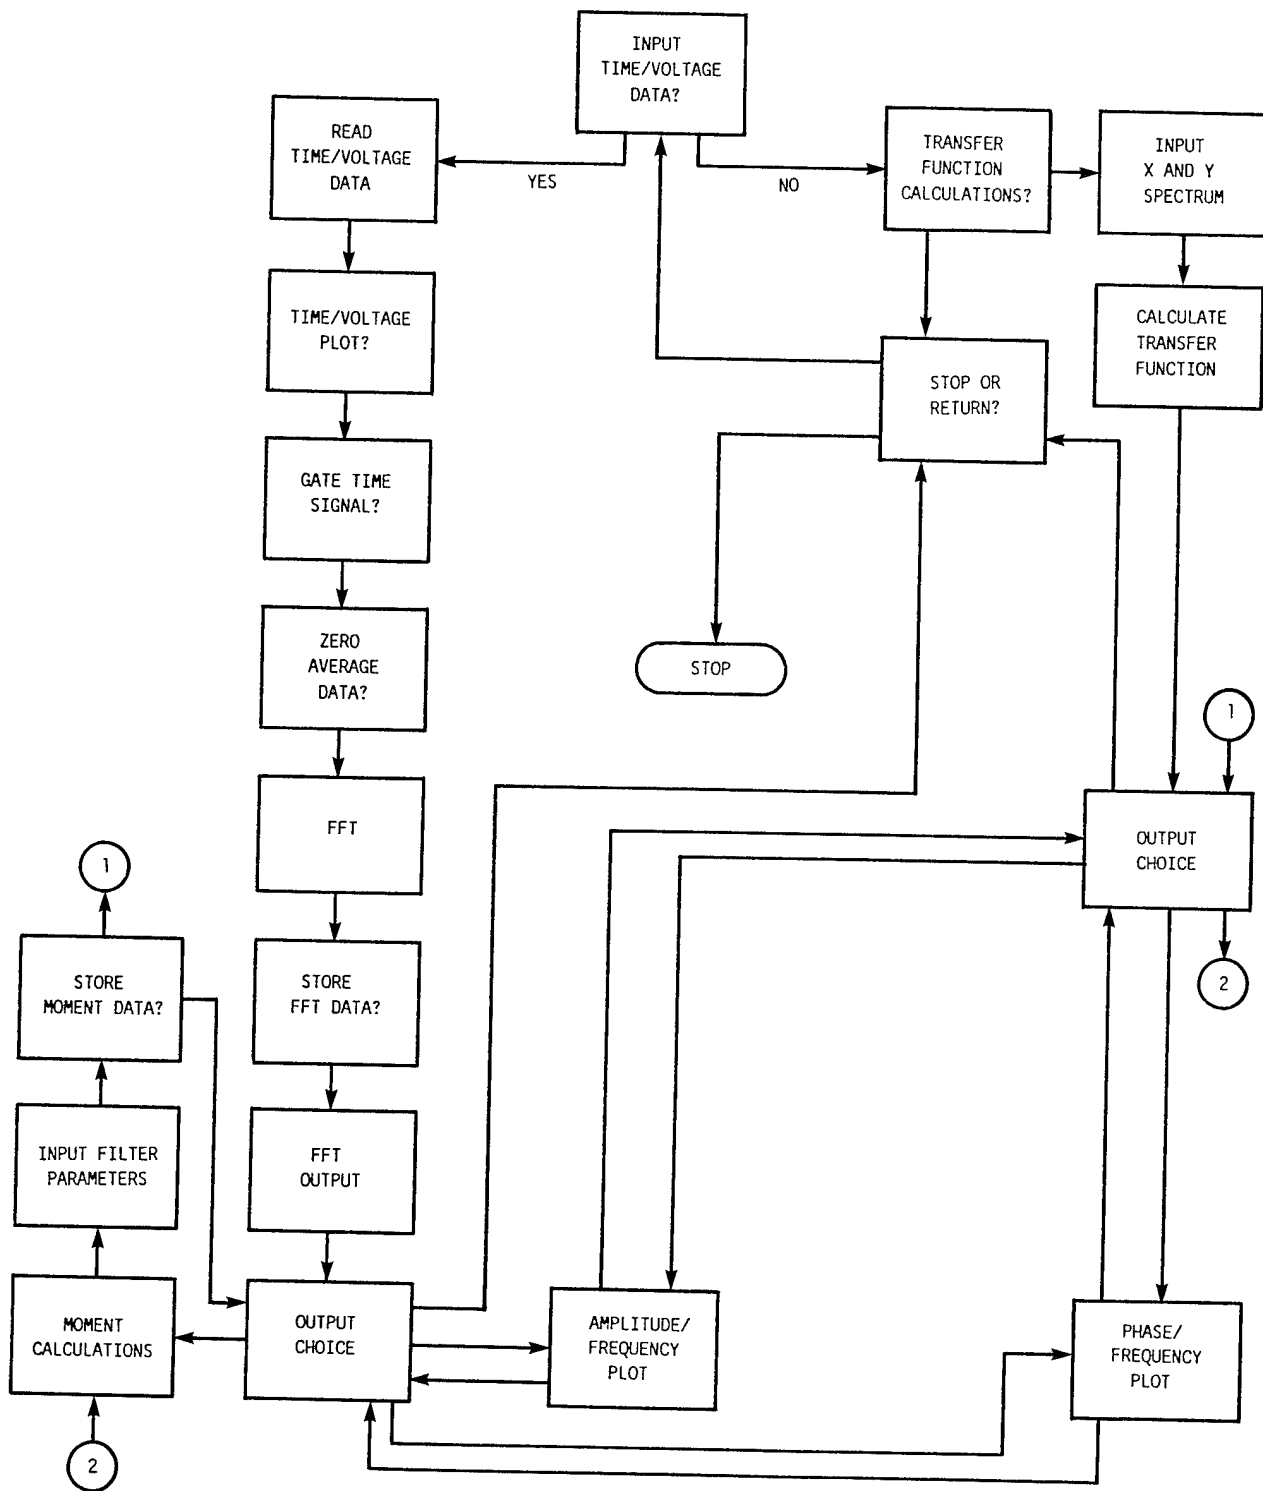 INPUT
TIME/VOLTAGE
DATA?
READ
TIME/VOLTAGE
DATA
YES
NO
TRANSFER
FUNCTION
CALCULATIONS?
INPUT
X AND Y
SPECTRUM
TIME/VOLTAGE
PLOT?
STOP OR
RETURN?
CALCULATE
TRANSFER
FUNCTION
GATE TIME
SIGNAL?
ZERO
AVERAGE
DATA?
STOP
1
FFT
OUTPUT
CHOICE
1
STORE
MOMENT DATA?
STORE
FFT DATA?
2
INPUT FILTER
PARAMETERS
FFT
OUTPUT
MOMENT
CALCULATIONS
OUTPUT
CHOICE
AMPLITUDE/
FREQUENCY
PLOT
PHASE/
FREQUENCY
PLOT
2